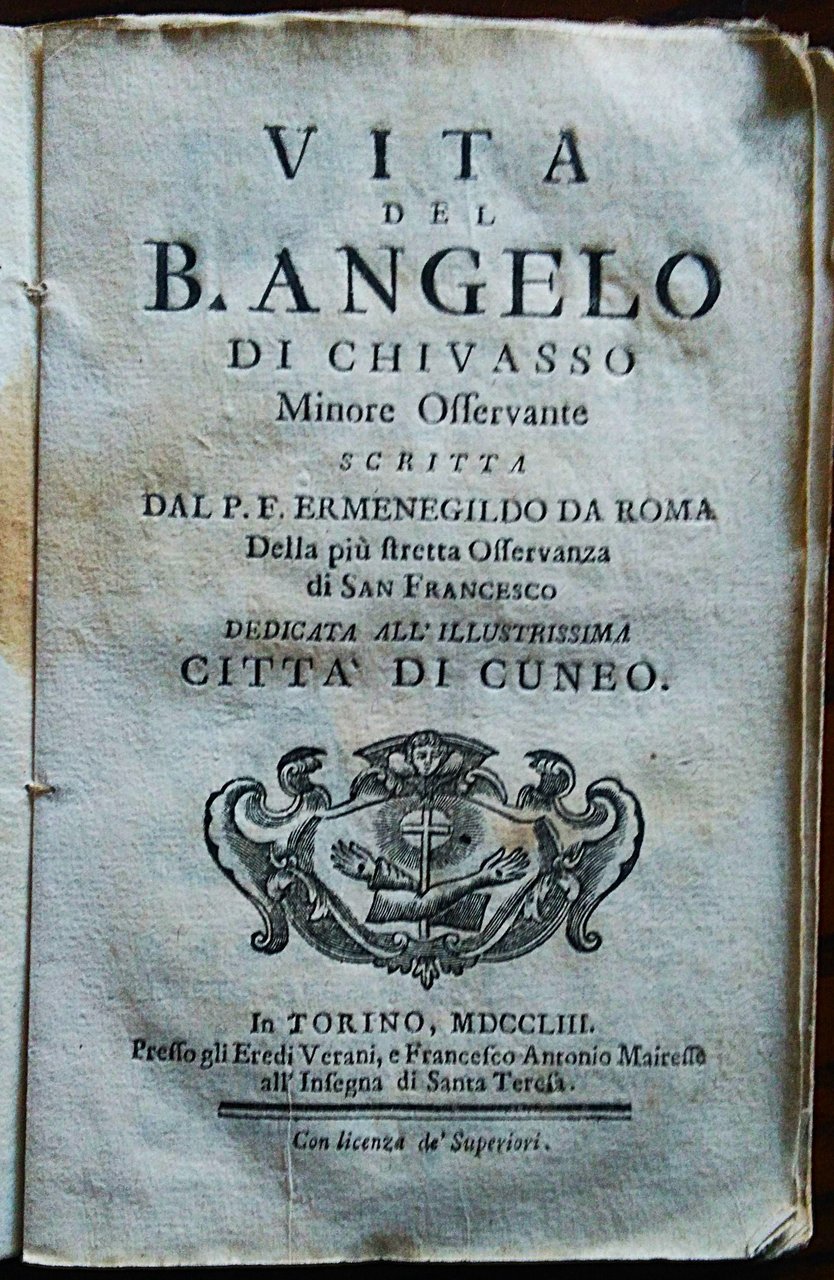 VITA
DEL
B. ANGELO
DI CHIVASSO
Minore Oſſervante
SCRITTA
DAL P. F. ERMENEGILDO DA ROMA
Della più ſtretta Oſſervanza
di SAN FRANCESCO
DEDICATA ALL' ILLUSTRISSIMA
CITTA' DI CUNEO.
In TORINO, MDCCLIII.
Preſſo gli Eredi Verani, e Franceſco Antonio Maireſſe
all' Inſegna di Santa Tereſa.
Con licenza de' Superiori.